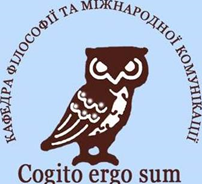 КАФЕДРА ФІЛОСОФІЇ ТА МІЖНАРОДНОЇ КОМУНІКАЦІЇ
Cogito ergo sum